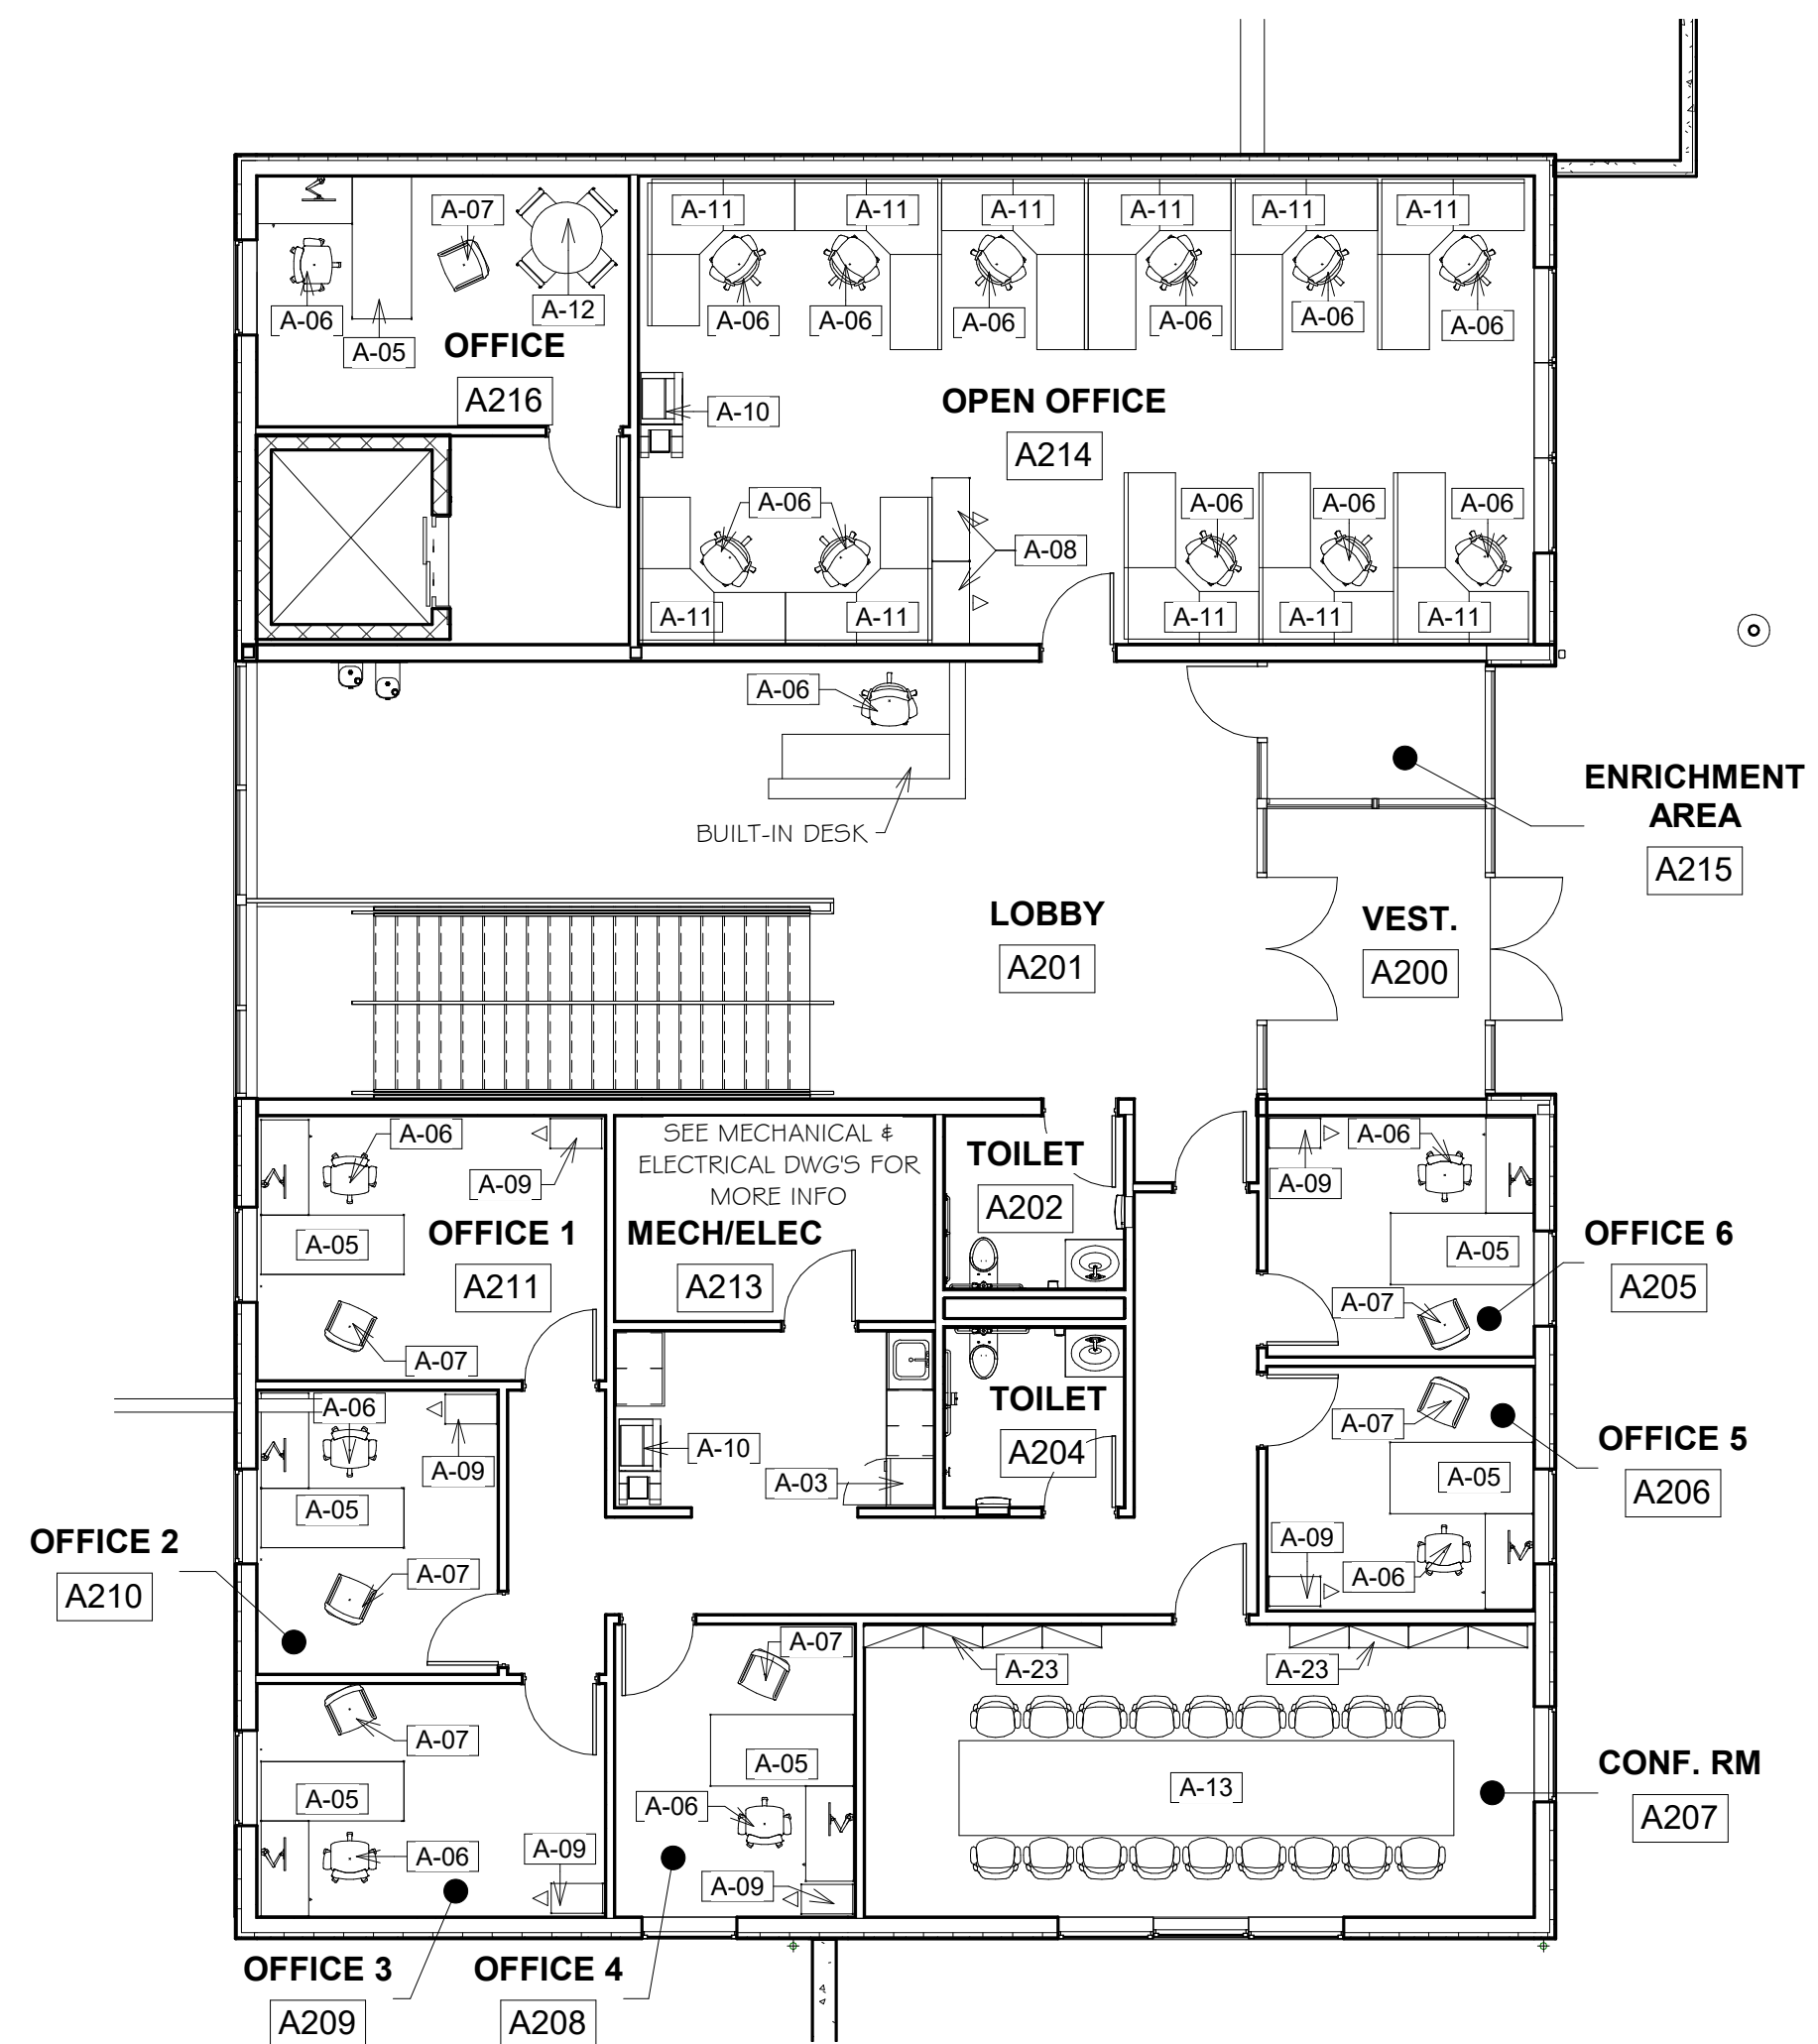 A-07
A-11
A-11
A-11
A-11
A-11
A-11
A-12
A-06
A-05
OFFICE
A216
A-06
A-06
A-06
A-06
A-06
A-06
A-10
OPEN OFFICE
A214
A-06
A-06
A-06
A-06
A-08
A-11
A-11
A-11
A-11
A-11
A-06
BUILT-IN DESK
ENRICHMENT
AREA
A215
LOBBY
A201
VEST.
A200
A-06
A-09
OFFICE 1
A211
A-05
A-07
SEE MECHANICAL &
ELECTRICAL DWG'S FOR
MORE INFO
MECH/ELEC
A213
TOILET
A202
A-06
A-09
A-05
A-07
OFFICE 6
A205
A-06
A-09
A-05
A-07
OFFICE 2
A210
A-10
A-03
TOILET
A204
A-07
A-05
A-09
A-06
OFFICE 5
A206
A-07
A-05
A-06
A-09
OFFICE 3
A209
A-07
A-05
A-06
A-09
OFFICE 4
A208
A-23
A-23
A-13
CONF. RM
A207